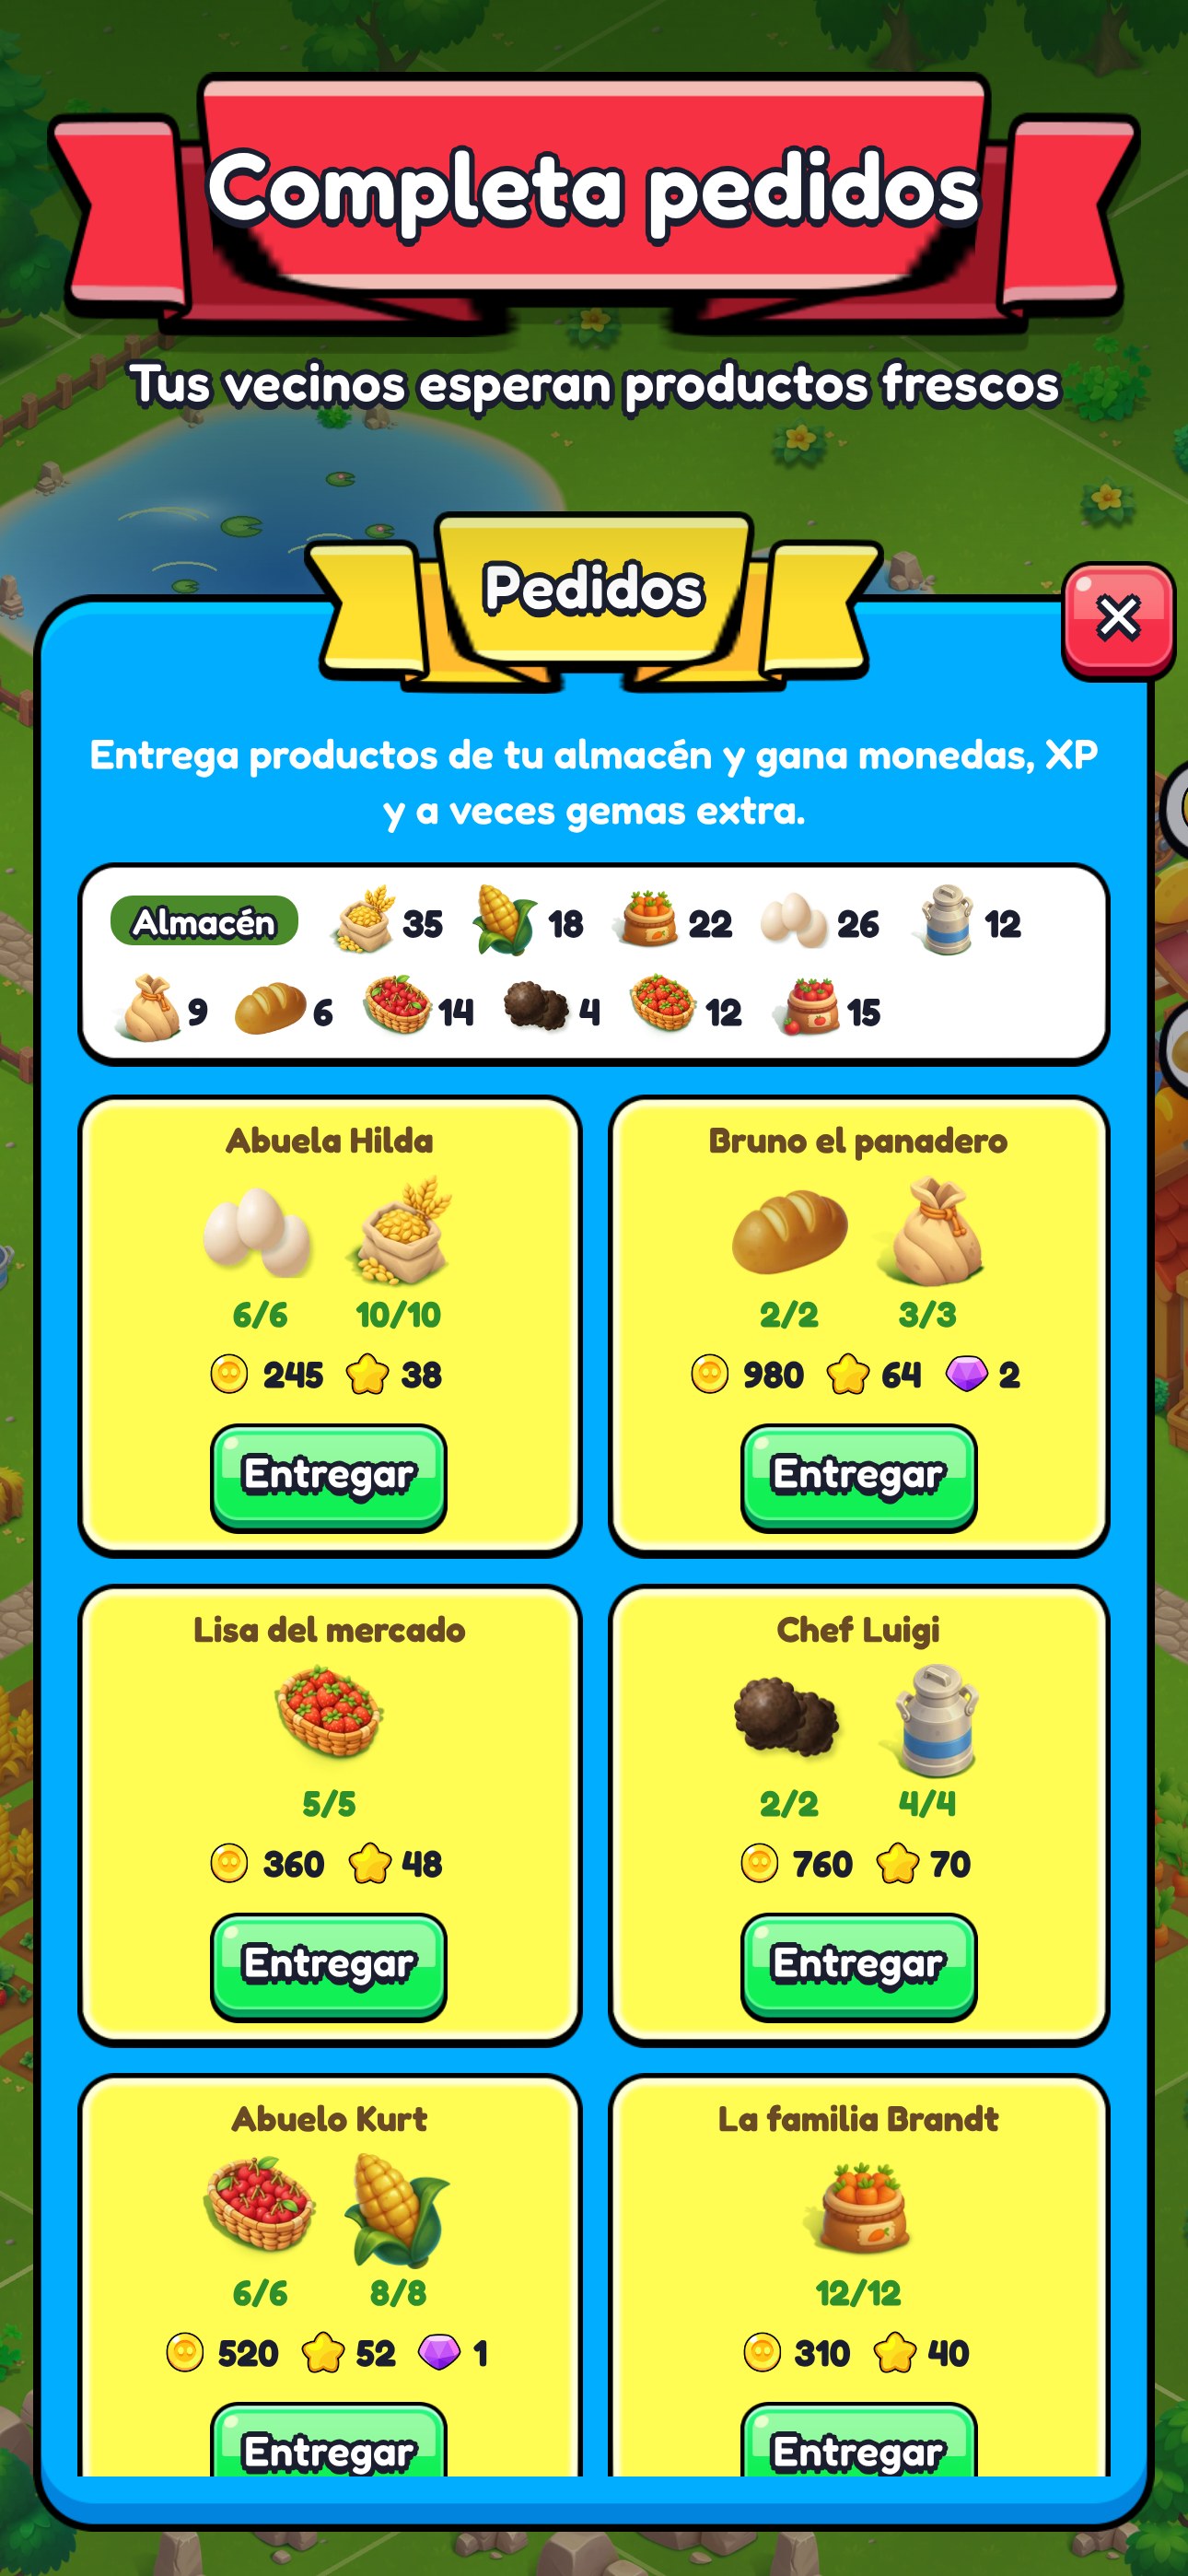 Completa pedidos
Tus vecinos esperan productos frescos
Pedidos
Entrega productos de tu almacén y gana monedas, XP
y a veces gemas extra.
Almacén 35 18 22 26 12
9 6 14 4 12 15
Abuela Hilda
6/6 10/10
245 38
Entregar
Bruno el panadero
2/2 3/3
980 64 2
Entregar
Lisa del mercado
5/5
360 48
Entregar
Chef Luigi
2/2 4/4
760 70
Entregar
Abuelo Kurt
6/6 8/8
520 52 1
Entregar
La familia Brandt
12/12
310 40
Entregar